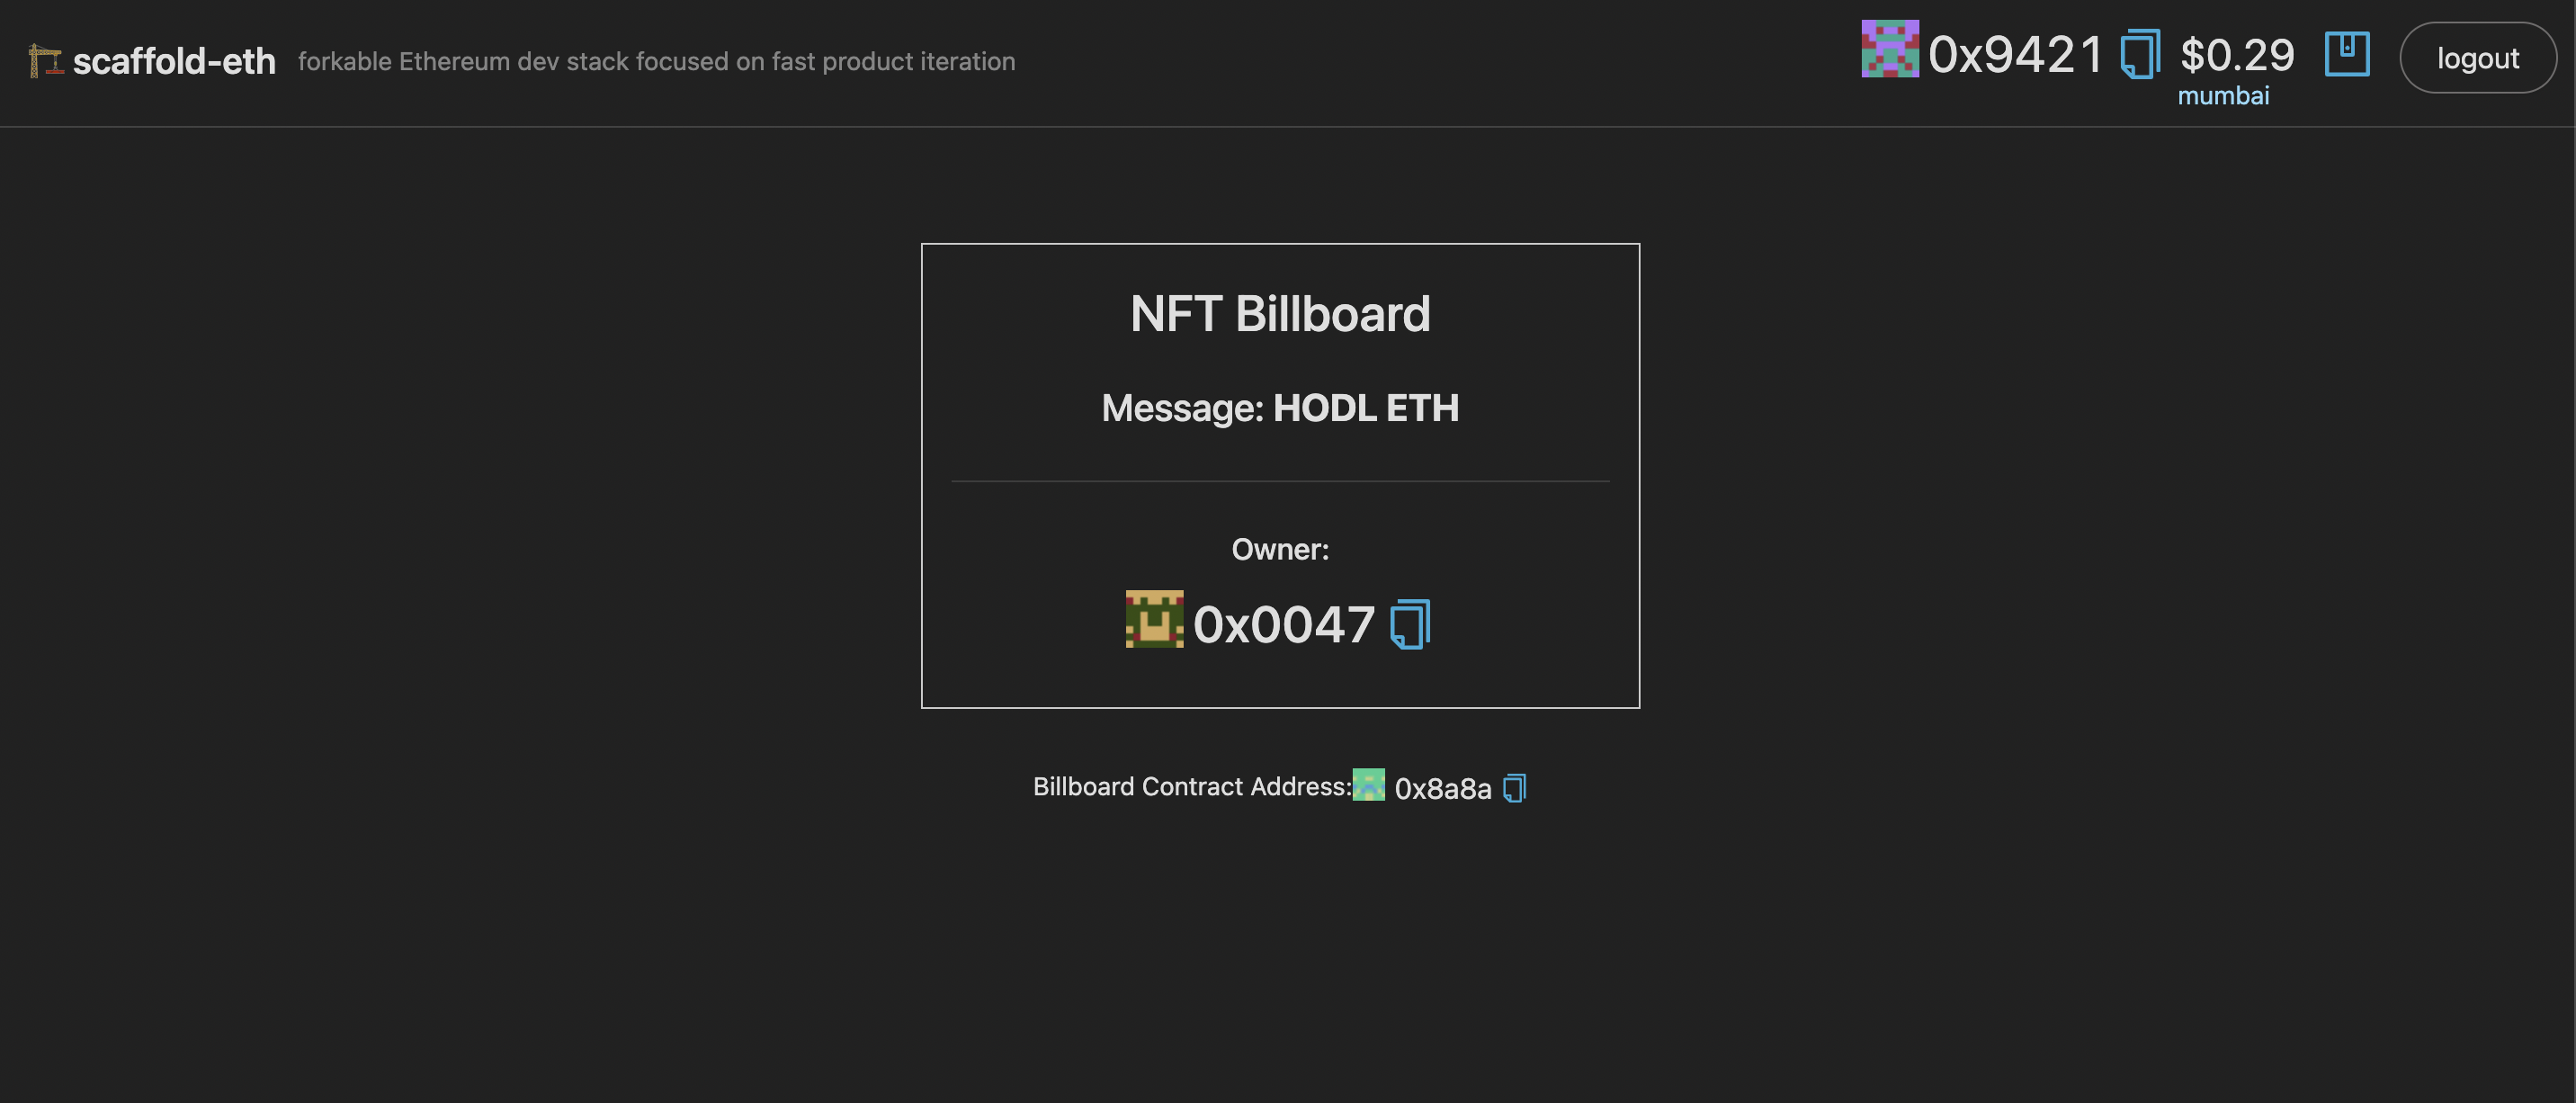 scaffold-eth forkable Ethereum dev stack focused on fast product iteration
0x9421 $0.29 logout
mumbai
NFT Billboard
Message: HODL ETH
Owner:
0x0047
Billboard Contract Address: 0x8a8a